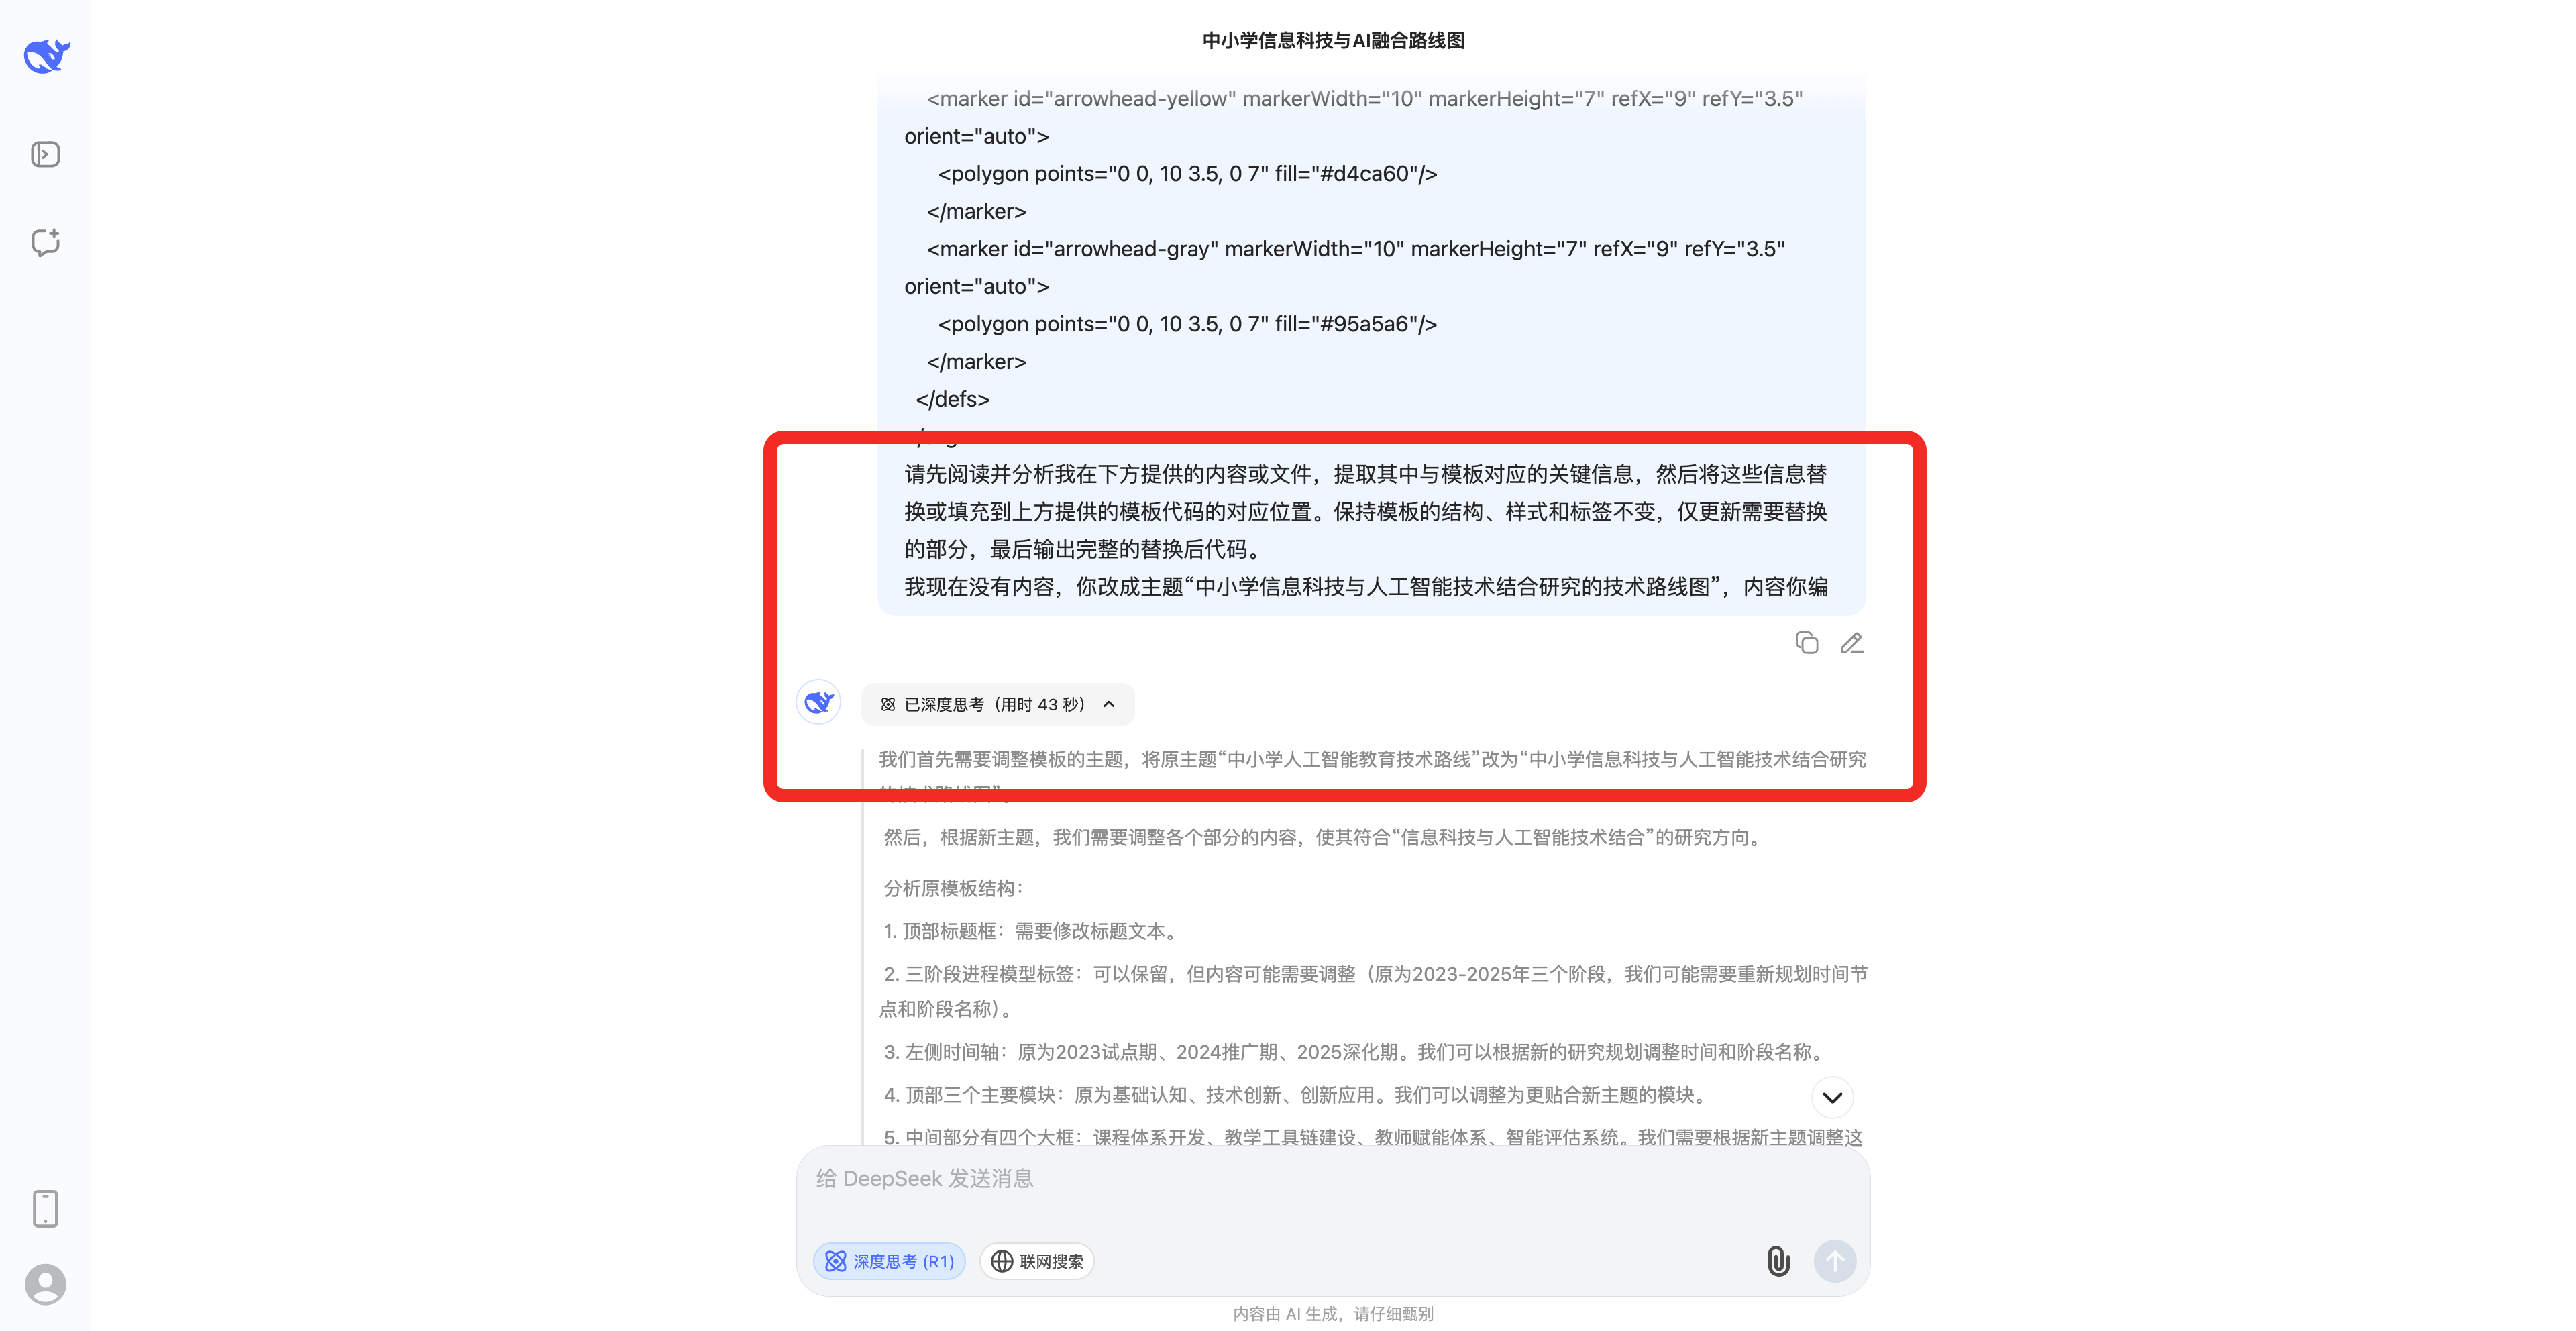 中小学信息科技与AI融合路线图
<marker id="arrowhead-yellow" markerWidth="10" markerHeight="7" refX="9" refY="3.5"
orient="auto">
<polygon points="0 0, 10 3.5, 0 7" fill="#d4ca60"/>
</marker>
<marker id="arrowhead-gray" markerWidth="10" markerHeight="7" refX="9" refY="3.5"
orient="auto">
<polygon points="0 0, 10 3.5, 0 7" fill="#95a5a6"/>
</marker>
</defs>
请先阅读并分析我在下方提供的内容或文件，提取其中与模板对应的关键信息，然后将这些信息替
换或填充到上方提供的模板代码的对应位置。保持模板的结构、样式和标签不变，仅更新需要替换
的部分，最后输出完整的替换后代码。
我现在没有内容，你改成主题“中小学信息科技与人工智能技术结合研究的技术路线图”，内容你编
已深度思考（用时 43 秒）
我们首先需要调整模板的主题，将原主题“中小学人工智能教育技术路线”改为“中小学信息科技与人工智能技术结合研究
然后，根据新主题，我们需要调整各个部分的内容，使其符合“信息科技与人工智能技术结合”的研究方向。
分析原模板结构：
1. 顶部标题框：需要修改标题文本。
2. 三阶段进程模型标签：可以保留，但内容可能需要调整（原为2023-2025年三个阶段，我们可能需要重新规划时间节
点和阶段名称）。
3. 左侧时间轴：原为2023试点期、2024推广期、2025深化期。我们可以根据新的研究规划调整时间和阶段名称。
4. 顶部三个主要模块：原为基础认知、技术创新、创新应用。我们可以调整为更贴合新主题的模块。
5. 中间部分有四个大框：课程体系开发、教学工具链建设、教师赋能体系、智能评估系统。我们需要根据新主题调整这
给 DeepSeek 发送消息
深度思考 (R1)
联网搜索
内容由 AI 生成，请仔细甄别